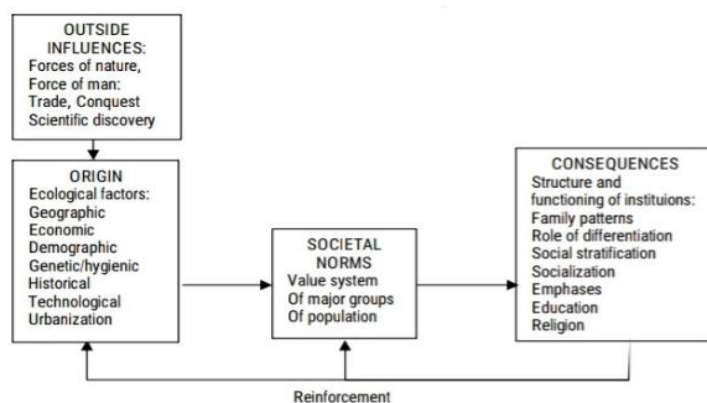 OUTSIDE
INFLUENCES:
Forces of nature,
Force of man:
Trade, Conquest
Scientific discovery
ORIGIN
Ecological factors:
Geographic
Economic
Demographic
Genetic/hygienic
Historical
Technological
Urbanization
SOCIETAL
NORMS
Value system
Of major groups
Of population
CONSEQUENCES
Structure and
functioning of instituions:
Family patterns
Role of differentiation
Social stratification
Socialization
Emphases
Education
Religion
Reinforcement